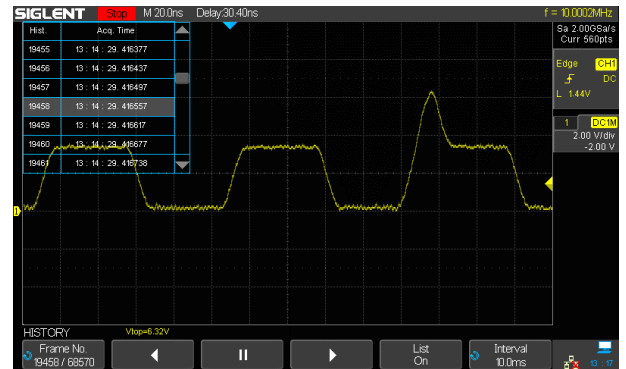 SIGLENT Stop M 20.0ns Delay:30.40ns f = 10.0002MHz
Sa 2.00GSa/s
Curr 560pts
Edge CH1
DC
L 1.44V
1 DC1M
2.00 V/div
-2.00 V
Hist. Acq. Time
19455 13 : 14 : 29. 416377
19456 13 : 14 : 29. 416437
19457 13 : 14 : 29. 416497
19458 13 : 14 : 29. 416557
19459 13 : 14 : 29. 416617
19460 13 : 14 : 29. 416677
19461 13 : 14 : 29. 416738
1
HISTORY Vtop=6.32V
Frame No.
19458 / 68570
List
On
Interval
10.0ms
13 : 17